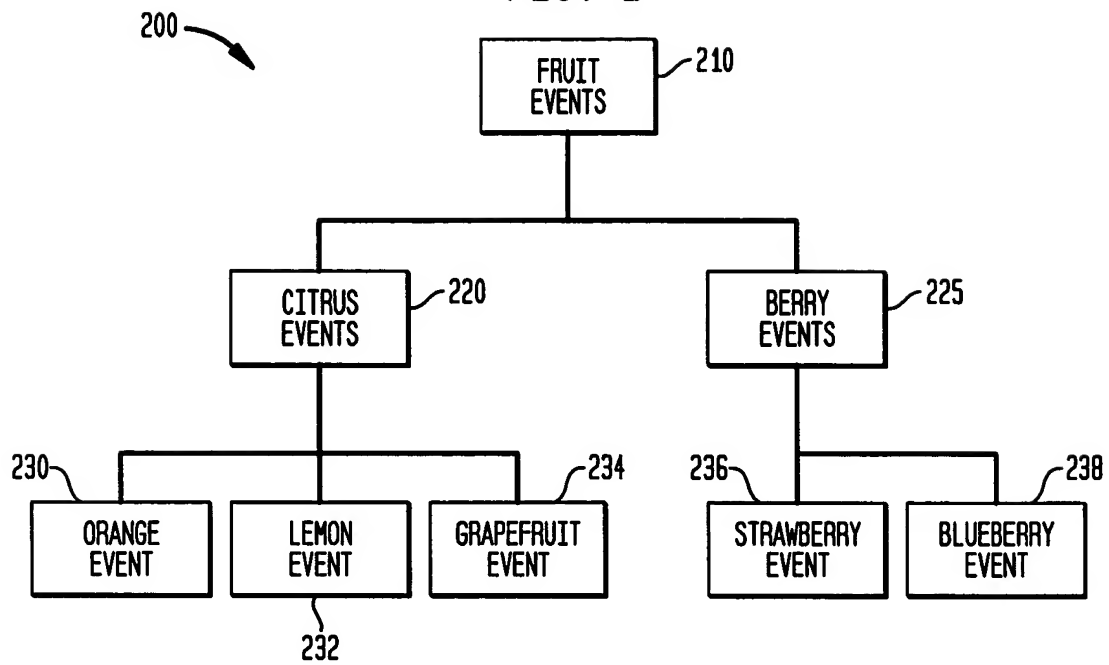 200
FRUIT
EVENTS
210
CITRUS
EVENTS
220
BERRY
EVENTS
225
230
ORANGE
EVENT
LEMON
EVENT
232
234
GRAPEFRUIT
EVENT
236
STRAWBERRY
EVENT
238
BLUEBERRY
EVENT